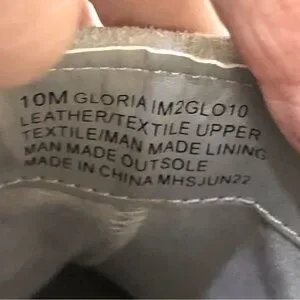 10M GLORIA IM2GLO10
LEATHER/TEXTILE UPPER
TEXTILE/MAN MADE LINING
MAN MADE OUTSOLE
MADE IN CHINA MHSJUN22